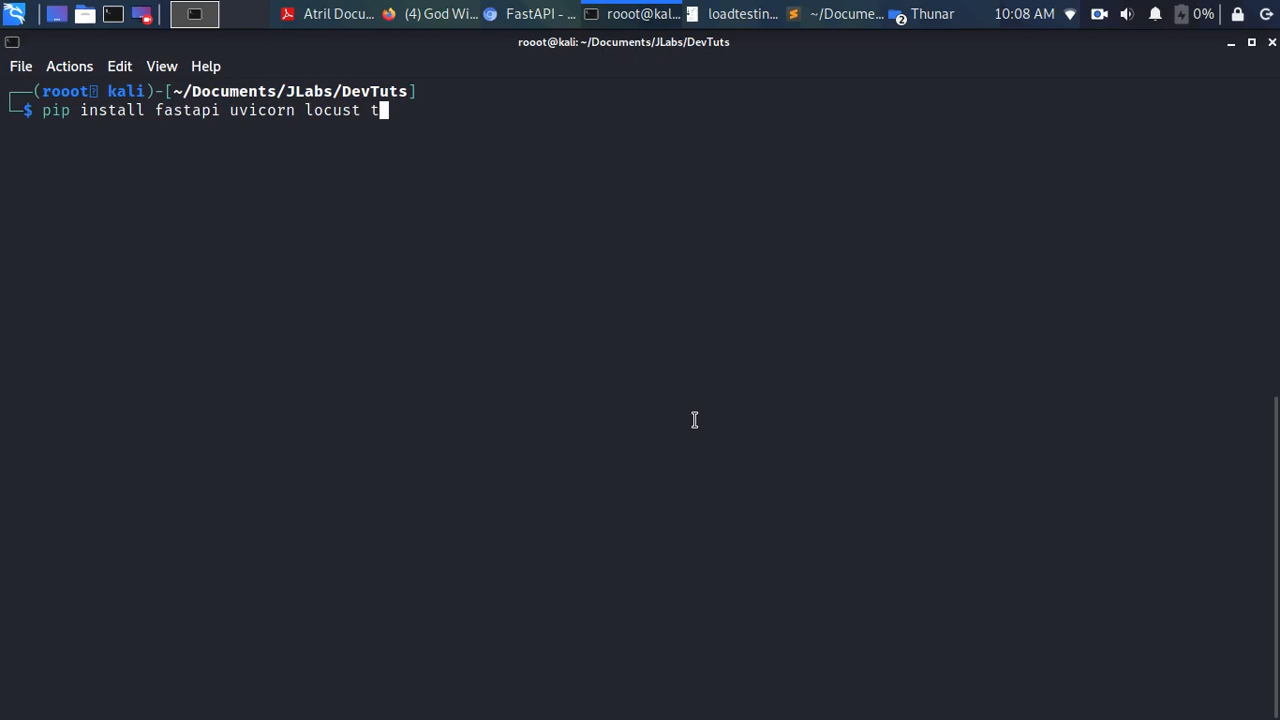 Atril Docu... (4) God Wi... FastAPI - ... rooot@kal... loadtestin... ~/Docume... 2 Thunar 10:08 AM 0%
rooot@kali: ~/Documents/JLabs/DevTuts
File Actions Edit View Help
(rooot kali)-[~/Documents/JLabs/DevTuts]
$ pip install fastapi uvicorn locust t